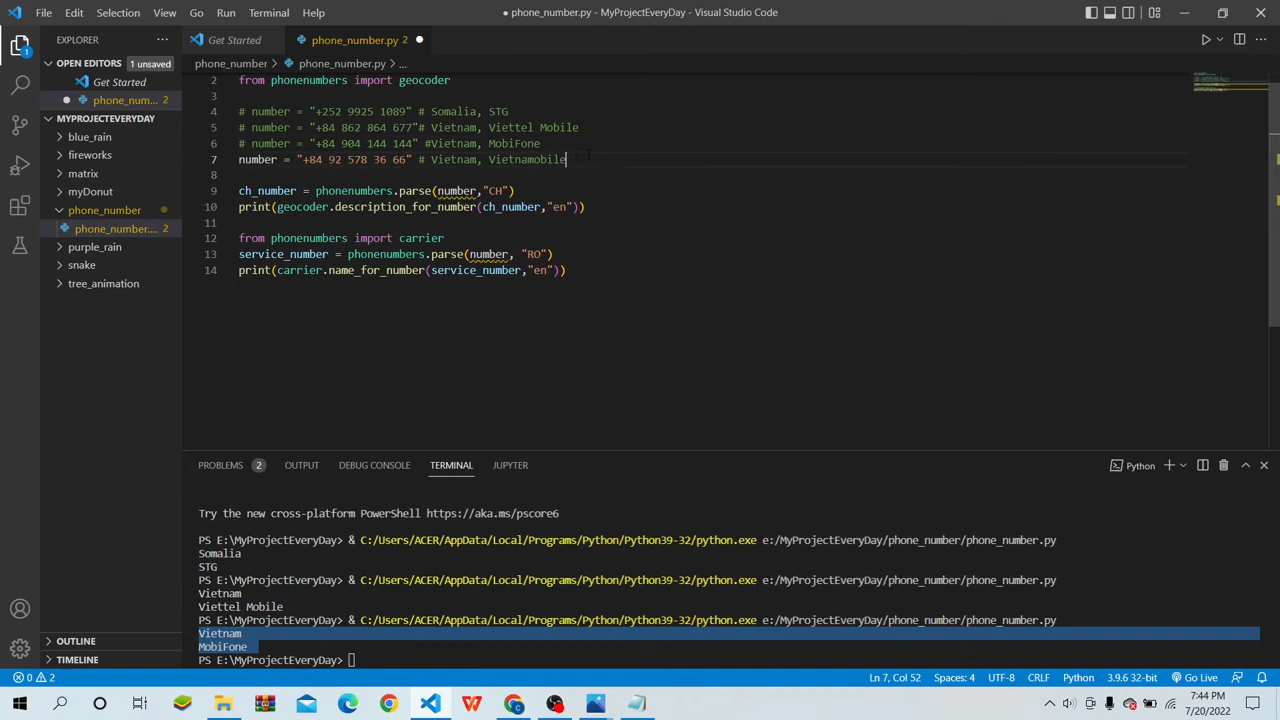 File Edit Selection View Go Run Terminal Help
● phone_number.py - MyProjectEveryDay - Visual Studio Code
EXPLORER
Get Started
phone_number.py 2
OPEN EDITORS 1 unsaved
Get Started
phone_num... 2
MYPROJECTEVERYDAY
blue_rain
fireworks
matrix
myDonut
phone_number
phone_number.... 2
purple_rain
snake
tree_animation
OUTLINE
TIMELINE
phone_number > phone_number.py > ...
2 from phonenumbers import geocoder
3
4 # number = "+252 9925 1089" # Somalia, STG
5 # number = "+84 862 864 677"# Vietnam, Viettel Mobile
6 # number = "+84 904 144 144" #Vietnam, MobiFone
7 number = "+84 92 578 36 66" # Vietnam, Vietnamobile
8
9 ch_number = phonenumbers.parse(number,"CH")
10 print(geocoder.description_for_number(ch_number,"en"))
11
12 from phonenumbers import carrier
13 service_number = phonenumbers.parse(number, "RO")
14 print(carrier.name_for_number(service_number,"en"))
PROBLEMS 2 OUTPUT DEBUG CONSOLE TERMINAL JUPYTER
Python
Try the new cross-platform PowerShell https://aka.ms/pscore6
PS E:\MyProjectEveryDay> & C:/Users/ACER/AppData/Local/Programs/Python/Python39-32/python.exe e:/MyProjectEveryDay/phone_number/phone_number.py
Somalia
STG
PS E:\MyProjectEveryDay> & C:/Users/ACER/AppData/Local/Programs/Python/Python39-32/python.exe e:/MyProjectEveryDay/phone_number/phone_number.py
Vietnam
Viettel Mobile
PS E:\MyProjectEveryDay> & C:/Users/ACER/AppData/Local/Programs/Python/Python39-32/python.exe e:/MyProjectEveryDay/phone_number/phone_number.py
Vietnam
MobiFone
PS E:\MyProjectEveryDay>
0 2
Ln 7, Col 52 Spaces: 4 UTF-8 CRLF Python 3.9.6 32-bit Go Live
7:44 PM
7/20/2022